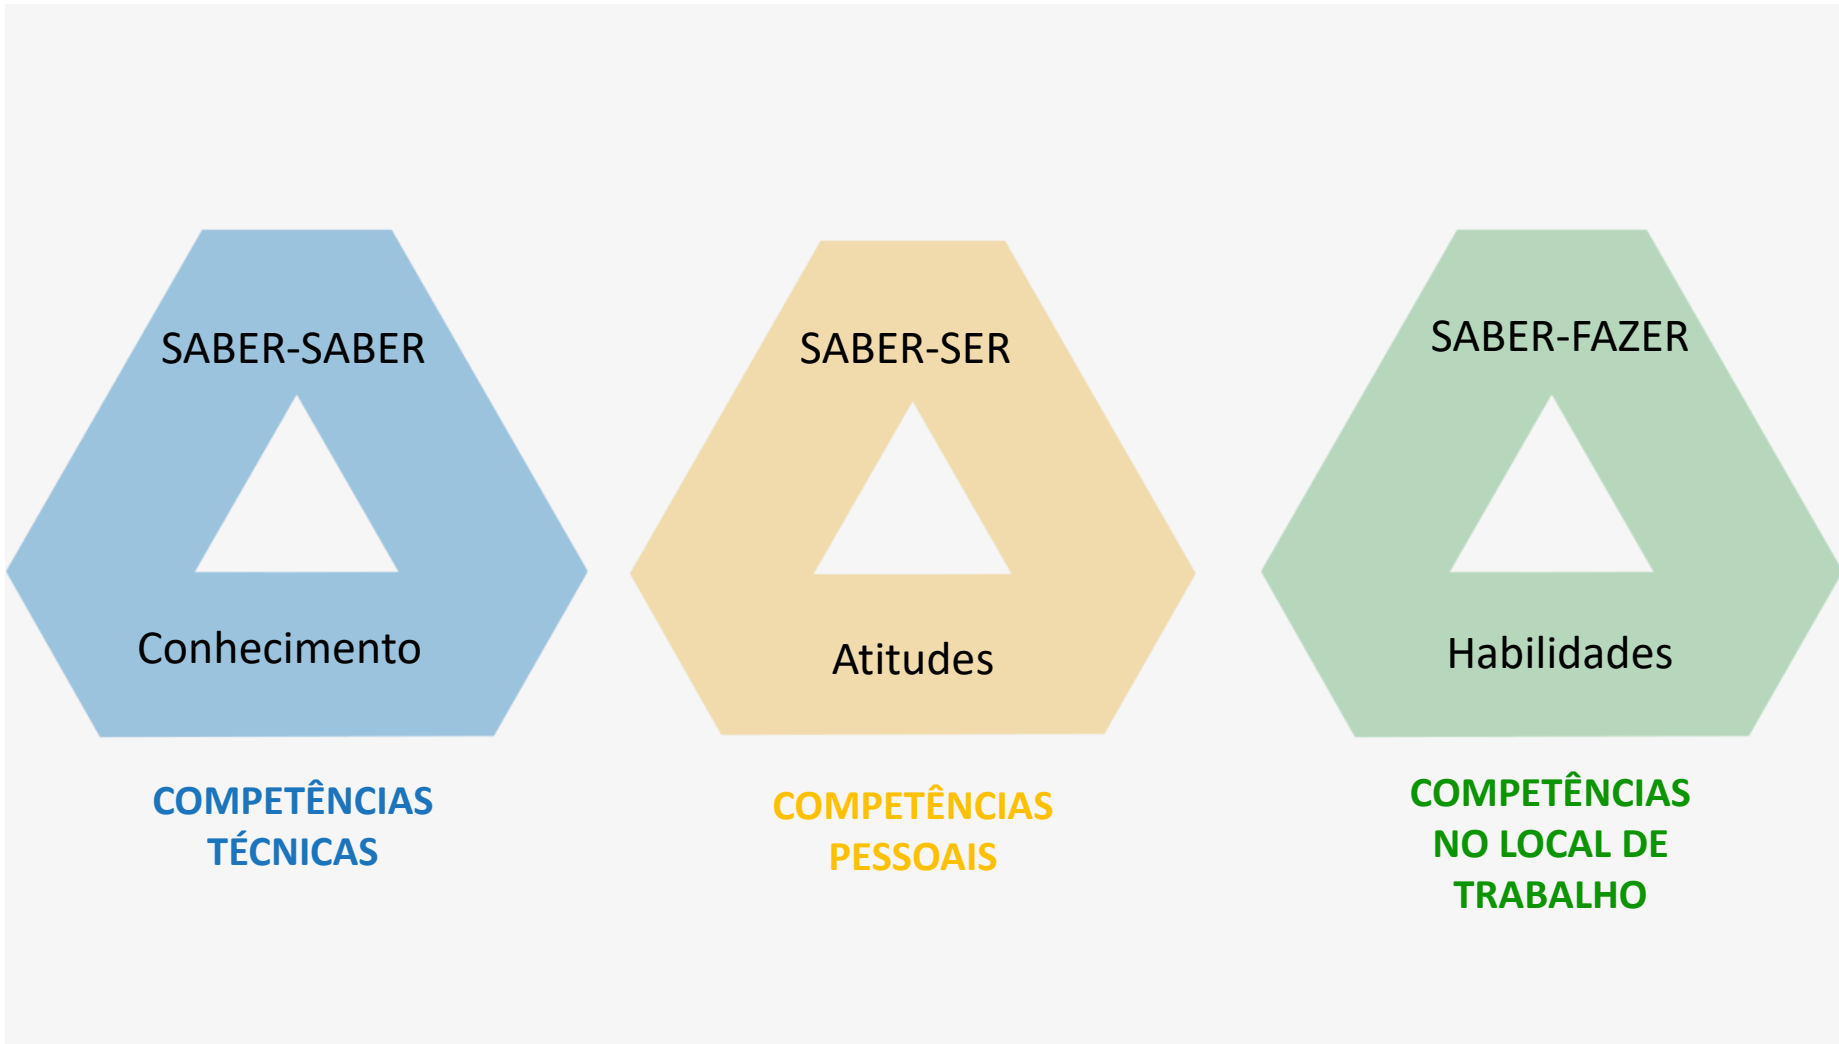 SABER-SABER
Conhecimento
COMPETÊNCIAS
TÉCNICAS
SABER-SER
Atitudes
COMPETÊNCIAS
PESSOAIS
SABER-FAZER
Habilidades
COMPETÊNCIAS
NO LOCAL DE
TRABALHO